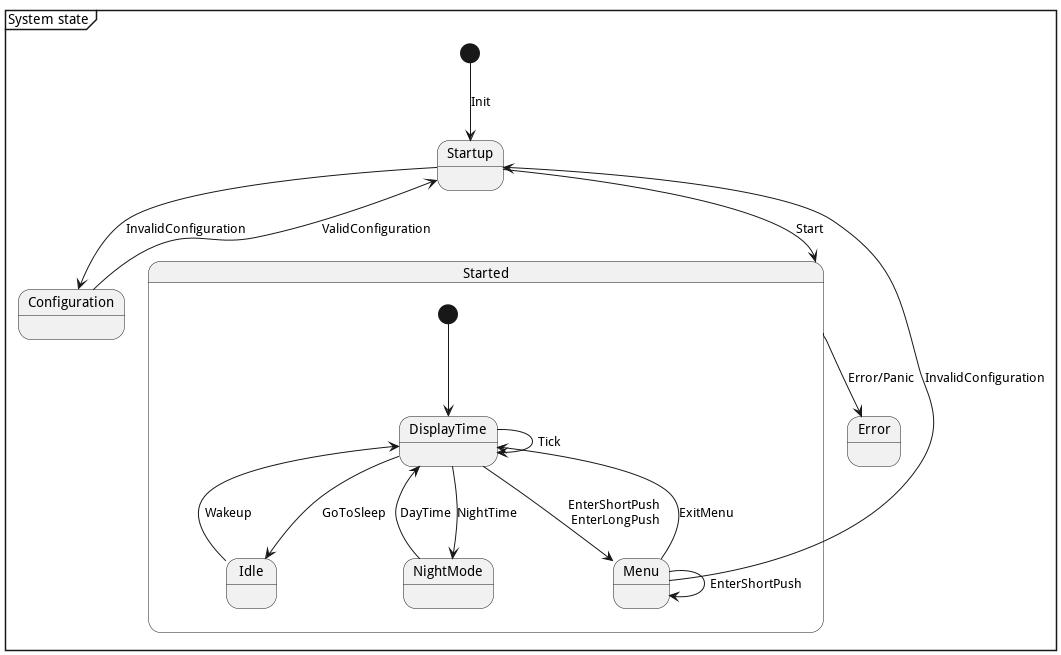 System state
Init
Startup
InvalidConfiguration
ValidConfiguration
Start
Started
Configuration
Error/Panic
InvalidConfiguration
DisplayTime
Error
Tick
Wakeup
GoToSleep
DayTime
NightTime
EnterShortPush
EnterLongPush
ExitMenu
Idle
NightMode
Menu
EnterShortPush